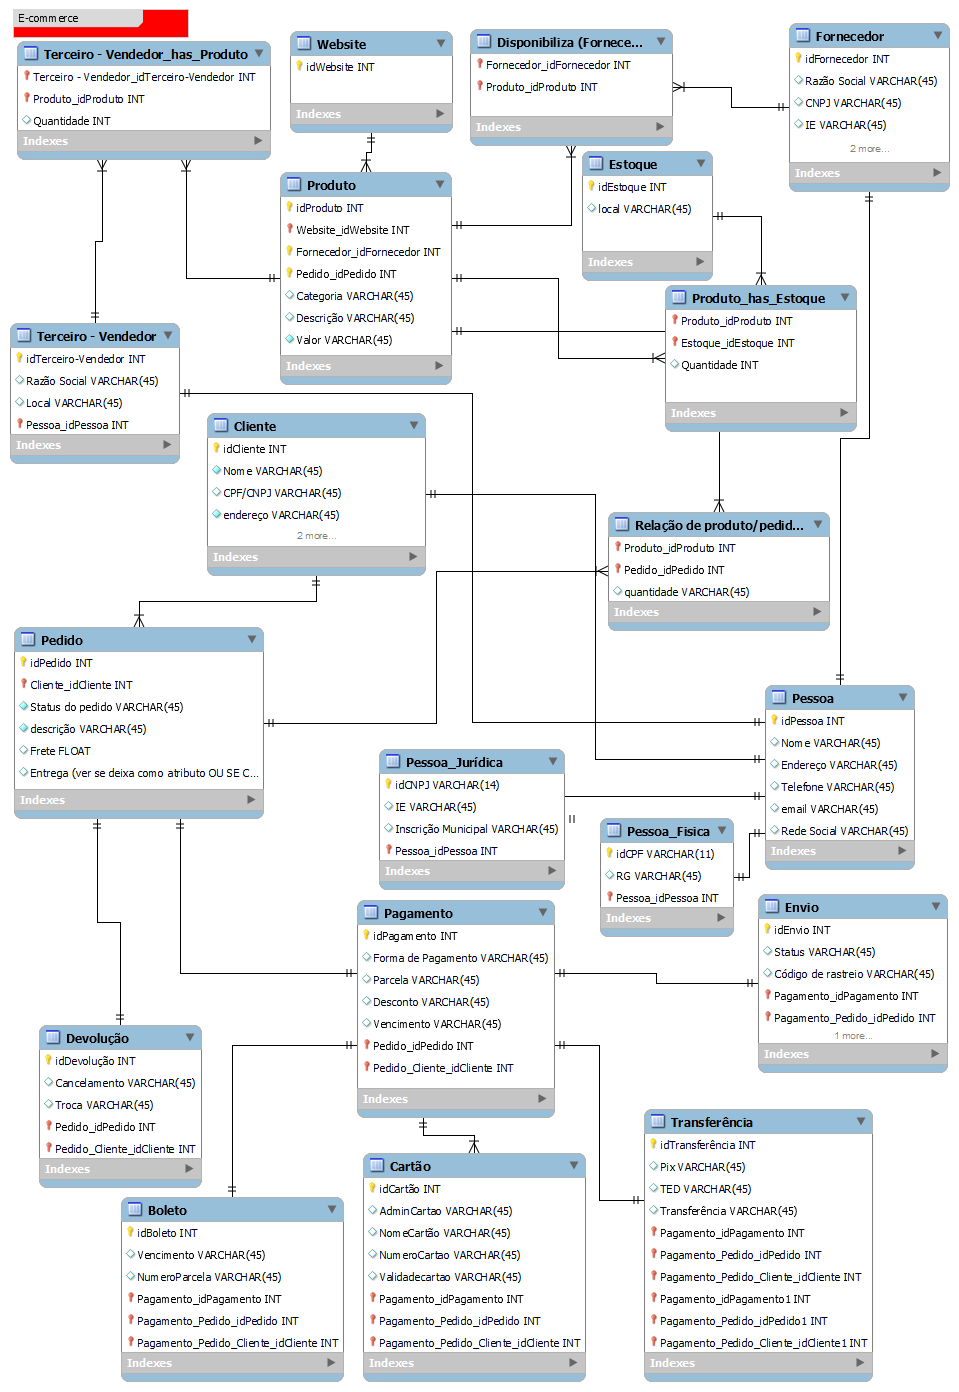 E-commerce
Terceiro - Vendedor_has_Produto
Terceiro - Vendedor_idTerceiro-Vendedor INT
Produto_idProduto INT
Quantidade INT
Indexes
Website
idWebsite INT
Indexes
Disponibiliza (Fornece...
Fornecedor_idFornecedor INT
Produto_idProduto INT
Indexes
Fornecedor
idFornecedor INT
Razão Social VARCHAR(45)
CNPJ VARCHAR(45)
IE VARCHAR(45)
2 more...
Indexes
Estoque
idEstoque INT
local VARCHAR(45)
Indexes
Produto
idProduto INT
Website_idWebsite INT
Fornecedor_idFornecedor INT
Pedido_idPedido INT
Categoria VARCHAR(45)
Descrição VARCHAR(45)
Valor VARCHAR(45)
Indexes
Produto_has_Estoque
Produto_idProduto INT
Estoque_idEstoque INT
Quantidade INT
Indexes
Terceiro - Vendedor
idTerceiro-Vendedor INT
Razão Social VARCHAR(45)
Local VARCHAR(45)
Pessoa_idPessoa INT
Indexes
Cliente
idCliente INT
Nome VARCHAR(45)
CPF/CNPJ VARCHAR(45)
endereço VARCHAR(45)
2 more...
Indexes
Relação de produto/pedid...
Produto_idProduto INT
Pedido_idPedido INT
quantidade VARCHAR(45)
Indexes
Pedido
idPedido INT
Cliente_idCliente INT
Status do pedido VARCHAR(45)
descrição VARCHAR(45)
Frete FLOAT
Entrega (ver se deixa como atributo OU SE C...
Indexes
Pessoa
idPessoa INT
Nome VARCHAR(45)
Endereço VARCHAR(45)
Telefone VARCHAR(45)
email VARCHAR(45)
Rede Social VARCHAR(45)
Indexes
Pessoa_Jurídica
idCNPJ VARCHAR(14)
IE VARCHAR(45)
Inscrição Municipal VARCHAR(45)
Pessoa_idPessoa INT
Indexes
Pessoa_Fisica
idCPF VARCHAR(11)
RG VARCHAR(45)
Pessoa_idPessoa INT
Indexes
Pagamento
idPagamento INT
Forma de Pagamento VARCHAR(45)
Parcela VARCHAR(45)
Desconto VARCHAR(45)
Vencimento VARCHAR(45)
Pedido_idPedido INT
Pedido_Cliente_idCliente INT
Indexes
Envio
idEnvio INT
Status VARCHAR(45)
Código de rastreio VARCHAR(45)
Pagamento_idPagamento INT
Pagamento_Pedido_idPedido INT
1 more...
Indexes
Devolução
idDevolução INT
Cancelamento VARCHAR(45)
Troca VARCHAR(45)
Pedido_idPedido INT
Pedido_Cliente_idCliente INT
Indexes
Boleto
idBoleto INT
Vencimento VARCHAR(45)
NumeroParcela VARCHAR(45)
Pagamento_idPagamento INT
Pagamento_Pedido_idPedido INT
Pagamento_Pedido_Cliente_idCliente INT
Indexes
Cartão
idCartão INT
AdminCartao VARCHAR(45)
NomeCartão VARCHAR(45)
NumeroCartao VARCHAR(45)
Validadecartao VARCHAR(45)
Pagamento_idPagamento INT
Pagamento_Pedido_idPedido INT
Pagamento_Pedido_Cliente_idCliente INT
Indexes
Transferência
idTransferência INT
Pix VARCHAR(45)
TED VARCHAR(45)
Transferência VARCHAR(45)
Pagamento_idPagamento INT
Pagamento_Pedido_idPedido INT
Pagamento_Pedido_Cliente_idCliente INT
Pagamento_idPagamento1 INT
Pagamento_Pedido_idPedido1 INT
Pagamento_Pedido_Cliente_idCliente1 INT
Indexes